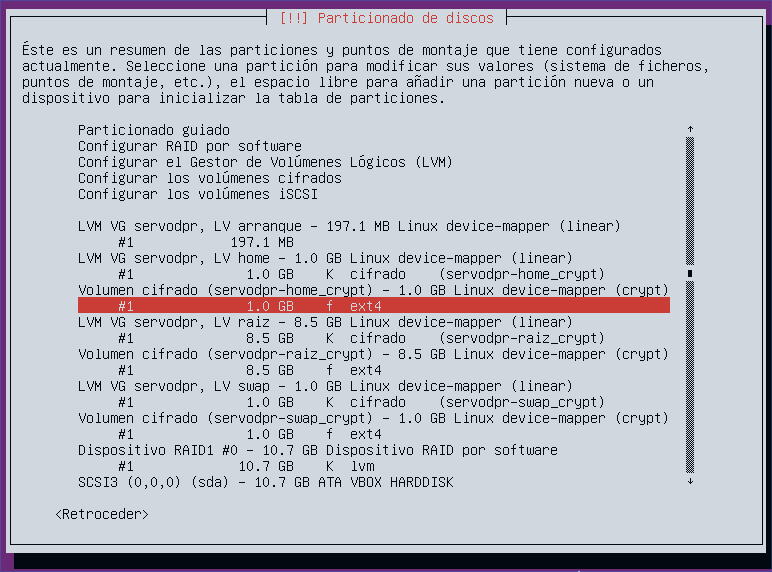 [!!] Particionado de discos
Éste es un resumen de las particiones y puntos de montaje que tiene configurados
actualmente. Seleccione una partición para modificar sus valores (sistema de ficheros,
puntos de montaje, etc.), el espacio libre para añadir una partición nueva o un
dispositivo para inicializar la tabla de particiones.
Particionado guiado
Configurar RAID por software
Configurar el Gestor de Volúmenes Lógicos (LVM)
Configurar los volúmenes cifrados
Configurar los volúmenes iSCSI
LVM VG servodpr, LV arranque - 197.1 MB Linux device-mapper (linear)
#1 197.1 MB
LVM VG servodpr, LV home - 1.0 GB Linux device-mapper (linear)
#1 1.0 GB K cifrado (servodpr-home_crypt)
Volumen cifrado (servodpr-home_crypt) - 1.0 GB Linux device-mapper (crypt)
#1 1.0 GB f ext4
LVM VG servodpr, LV raiz - 8.5 GB Linux device-mapper (linear)
#1 8.5 GB K cifrado (servodpr-raiz_crypt)
Volumen cifrado (servodpr-raiz_crypt) - 8.5 GB Linux device-mapper (crypt)
#1 8.5 GB f ext4
LVM VG servodpr, LV swap - 1.0 GB Linux device-mapper (linear)
#1 1.0 GB K cifrado (servodpr-swap_crypt)
Volumen cifrado (servodpr-swap_crypt) - 1.0 GB Linux device-mapper (crypt)
#1 1.0 GB f ext4
Dispositivo RAID1 #0 - 10.7 GB Dispositivo RAID por software
#1 10.7 GB K lvm
SCSI3 (0,0,0) (sda) - 10.7 GB ATA VBOX HARDDISK
<Retroceder>